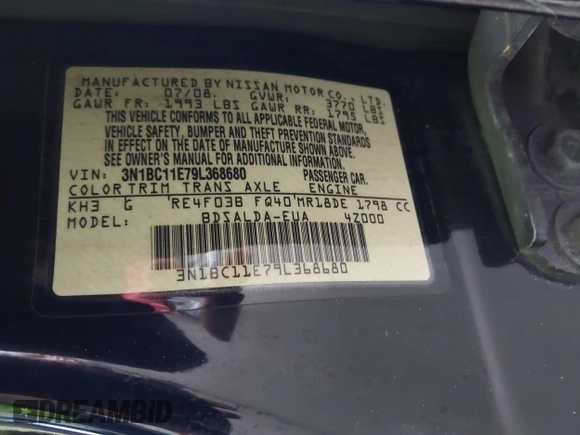 MANUFACTURED BY NISSAN MOTOR CO., LTD.
DATE: 07/08. GVWR: 3770 LBS
GAWR FR: 1993 LBS GAWR RR: 1795 LBS
THIS VEHICLE CONFORMS TO ALL APPLICABLE FEDERAL MOTOR
VEHICLE SAFETY, BUMPER AND THEFT PREVENTION STANDARDS
IN EFFECT ON THE DATE OF MANUFACTURE SHOWN ABOVE.
SEE OWNER'S MANUAL FOR ADDITIONAL INFORMATION.
VIN: 3N1BC11E79L368680 PASSENGER CAR.
COLOR TRIM TRANS AXLE ENGINE
KH3 G RE4F03B FQ40 MR18DE 1798 CC
MODEL: BDSALDA-EUA 4Z000
3N1BC11E79L368680
DREAMBID